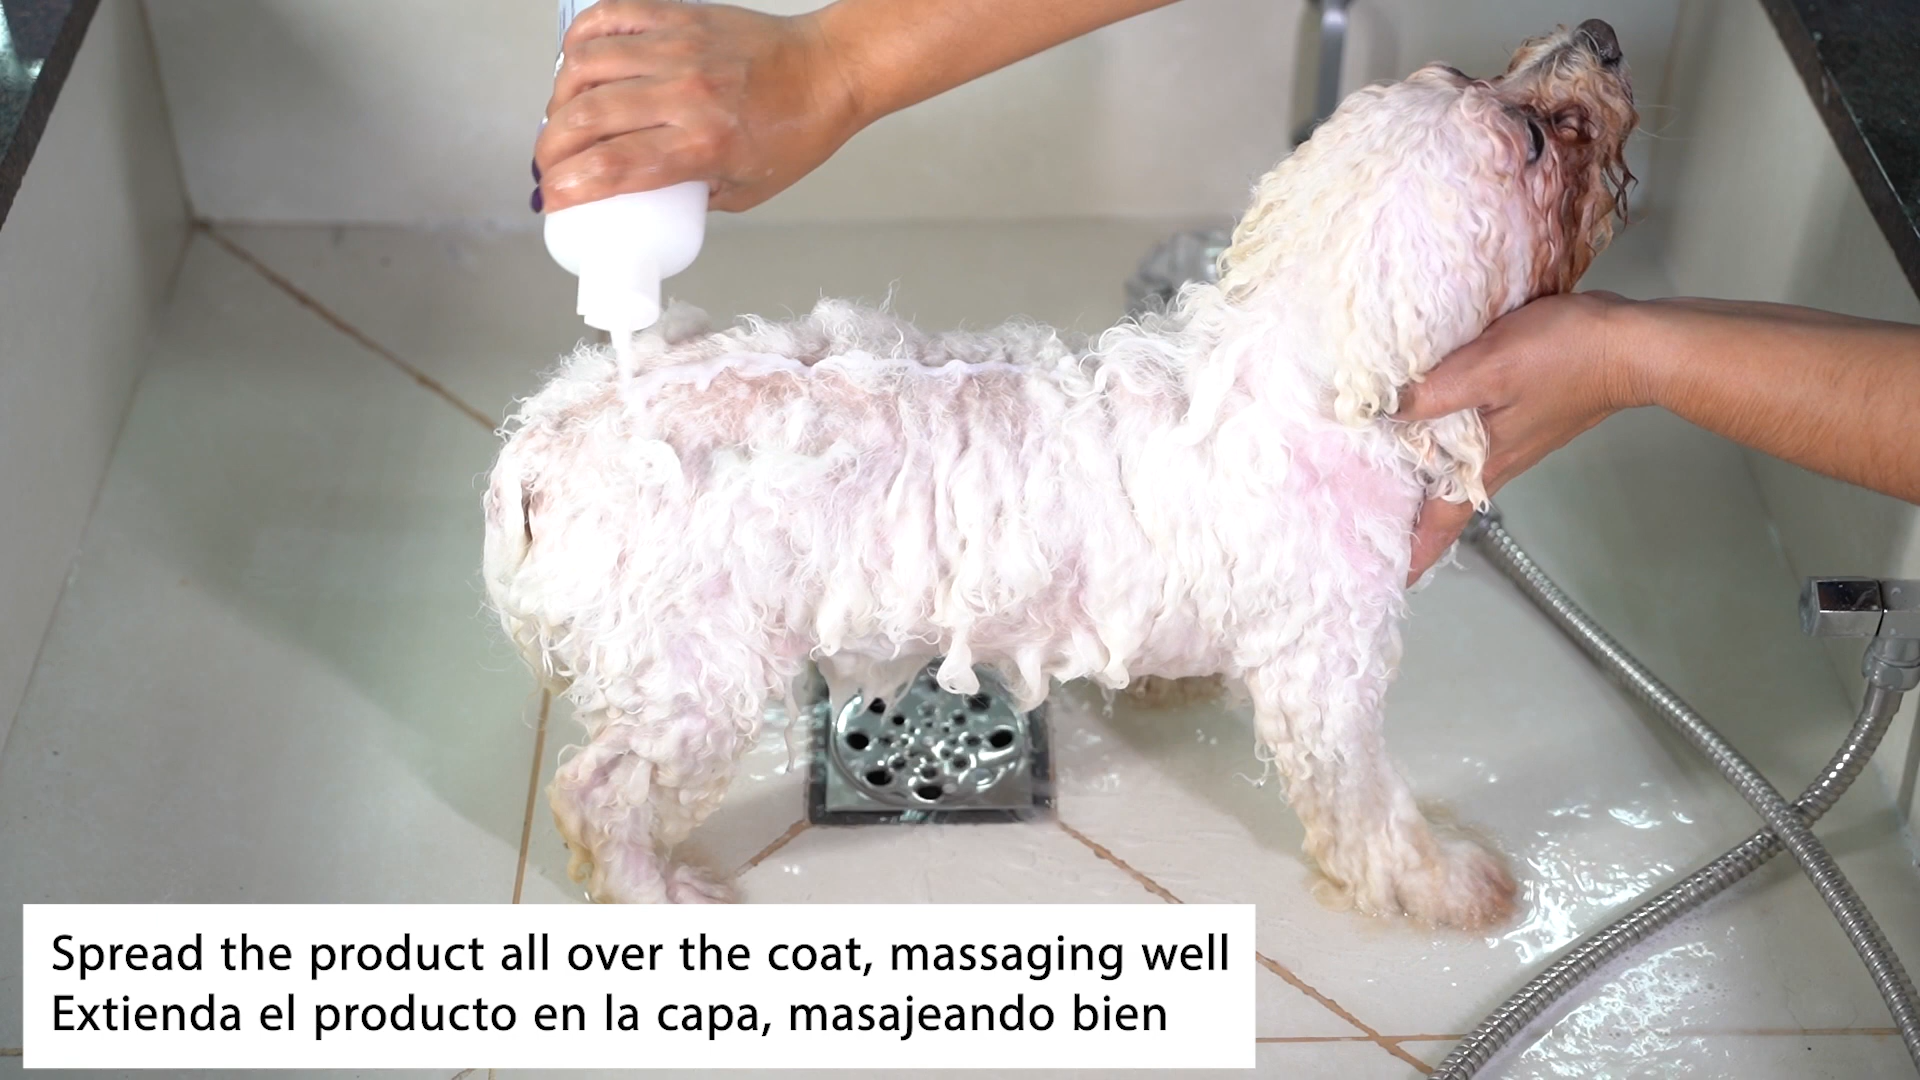 Spread the product all over the coat, massaging well
Extienda el producto en la capa, masajeando bien